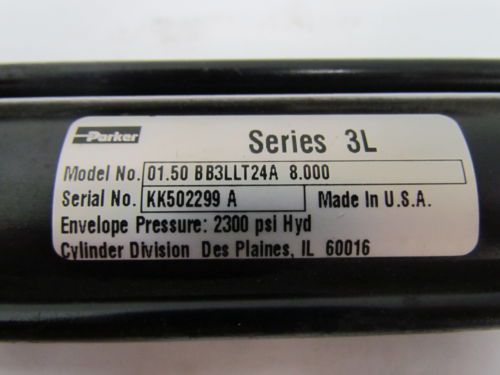 Parker
Series 3L
Model No. 01.50 BB3LLT24A 8.000
Serial No. KK502299 A Made In U.S.A.
Envelope Pressure: 2300 psi Hyd
Cylinder Division Des Plaines, IL 60016